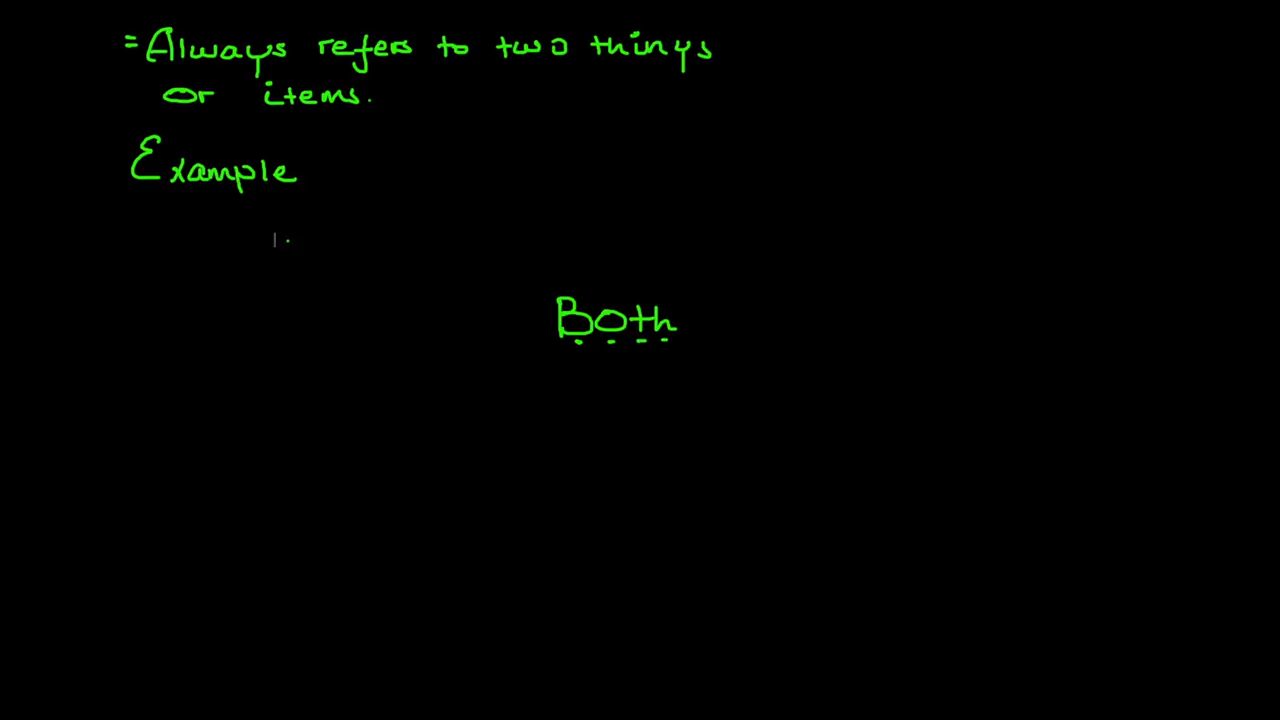 = Always refers to two things
or items.
Example
1.
Both